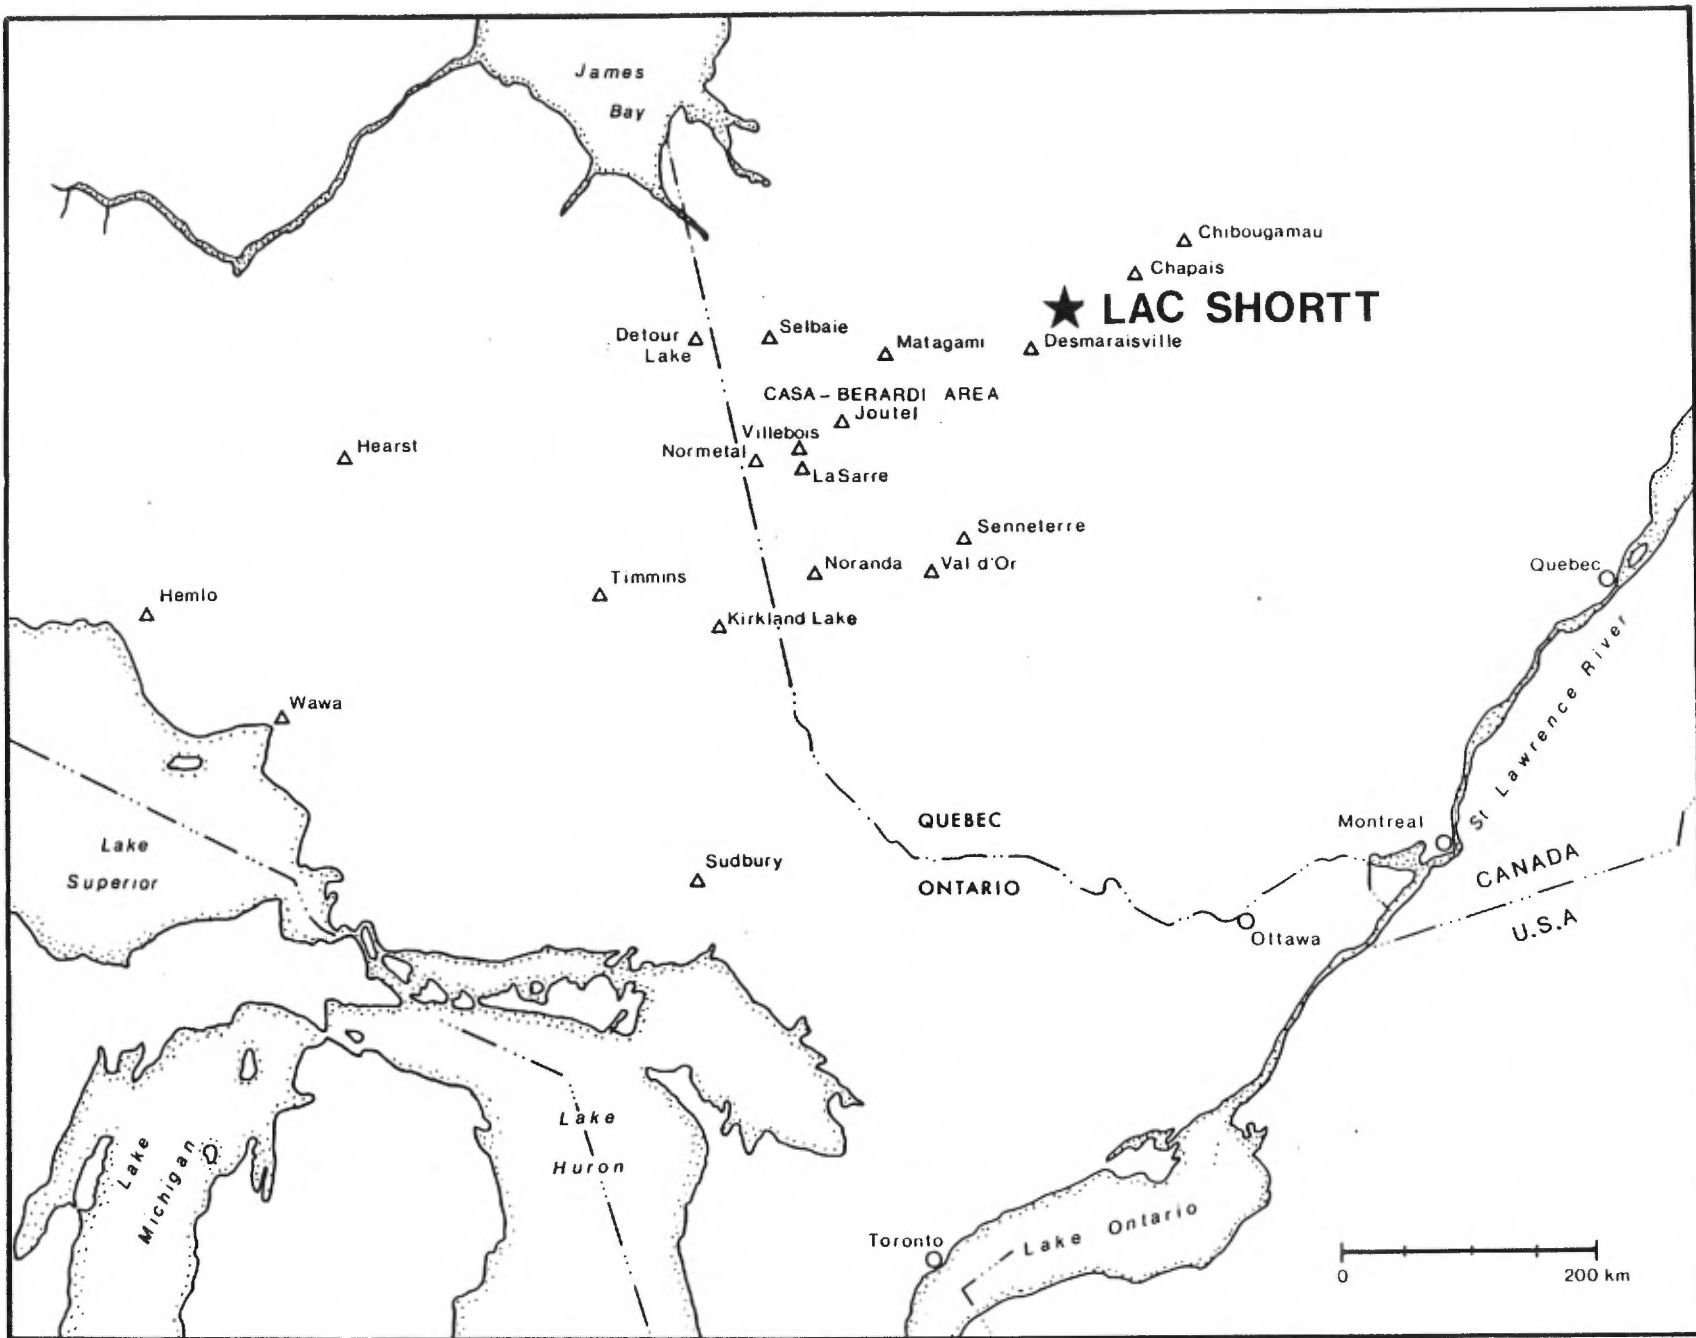 James
Bay
Chibougamau
Chapais
LAC SHORTT
Detour
Lake
Selbaie
Matagami
Desmaraisville
CASA - BERARDI AREA
Joutel
Villebois
Normetal
LaSarre
Hearst
Senneterre
Noranda
Val d'Or
Timmins
Kirkland Lake
Hemlo
Quebec
St Lawrence River
Wawa
QUEBEC
ONTARIO
Montreal
CANADA
U.S.A
Lake
Superior
Sudbury
Ottawa
Lake
Huron
Lake
Michigan
Toronto
Lake Ontario
0
200 km